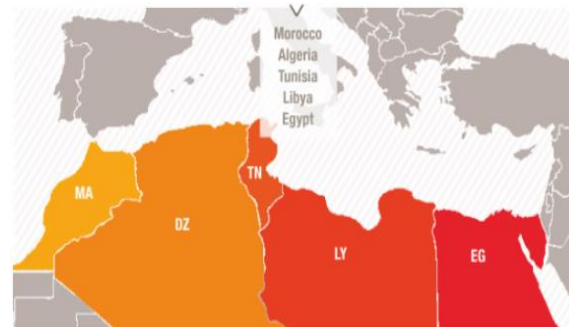 Morocco
Algeria
Tunisia
Libya
Egypt
TN
MA
DZ
LY
EG